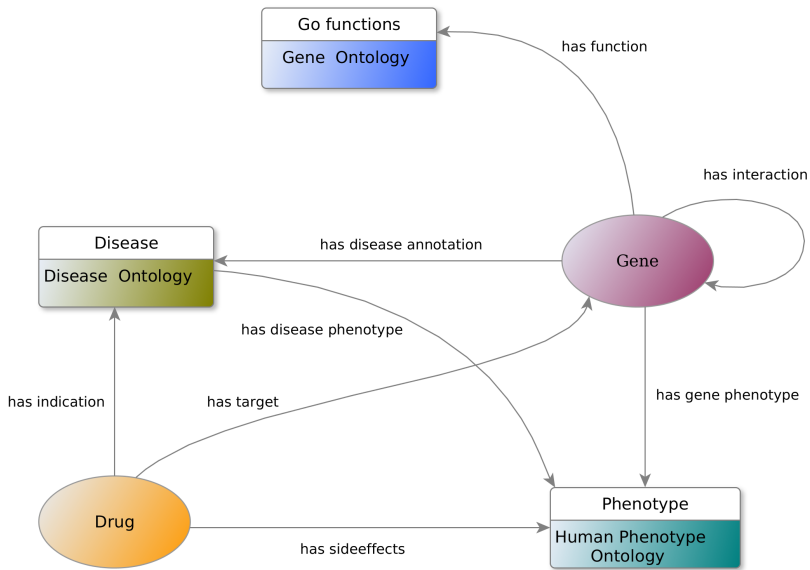 Go functions
Gene Ontology
has function
has interaction
Disease
Disease Ontology
has disease annotation
Gene
has disease phenotype
has indication
has target
has gene phenotype
Drug
has sideeffects
Phenotype
Human Phenotype
Ontology